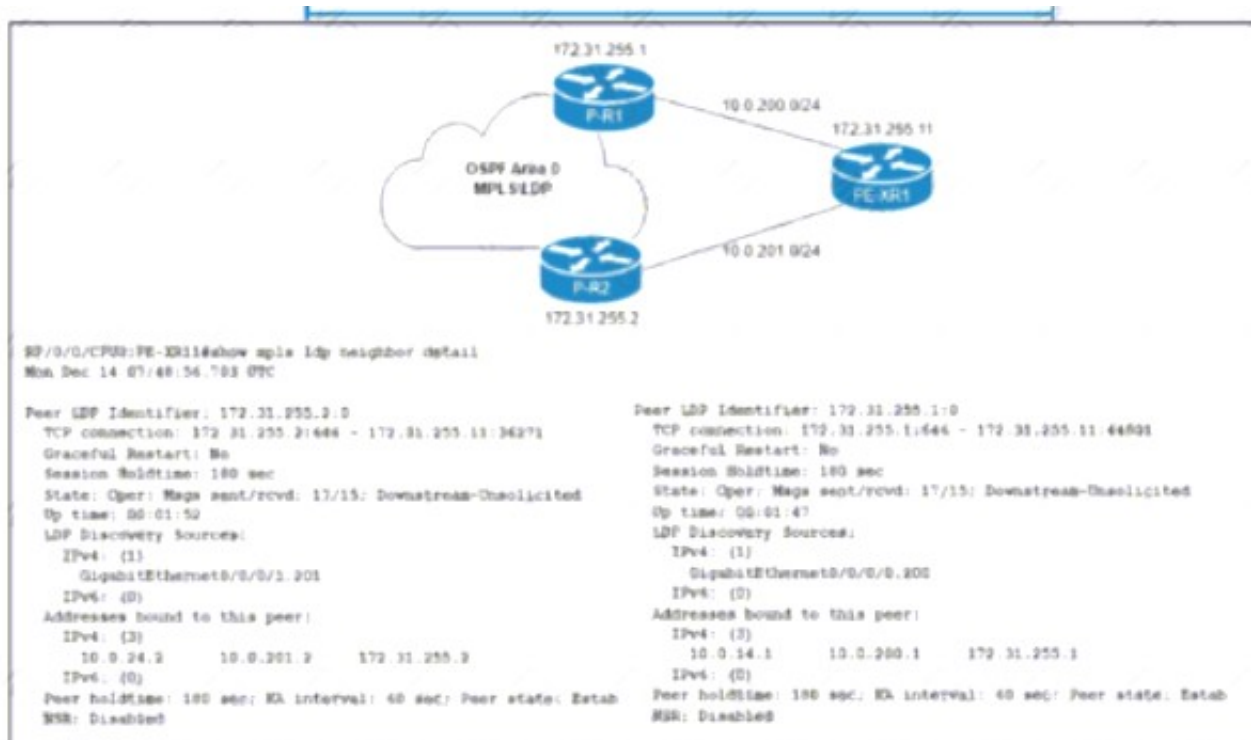 172.31.255.1
P-R1
10.0.200.0/24
172.31.255.11
OSPF Area 0
MPLS\LDP
PE-XR1
10.0.201.0/24
P-R2
172.31.255.2
RP/0/0/CPU0:PE-XR11#show mpls ldp neighbor detail
Mon Dec 14 07:48:56.703 UTC
Peer LDP Identifier: 172.31.255.2:0
TCP connection: 172.31.255.2:646 - 172.31.255.11:36271
Graceful Restart: No
Session Holdtime: 180 sec
State: Oper; Msgs sent/rcvd: 17/15; Downstream-Unsolicited
Up time: 00:01:52
LDP Discovery Sources:
IPv4: (1)
GigabitEthernet0/0/0/1.201
IPv6: (0)
Addresses bound to this peer:
IPv4: (3)
10.0.24.2 10.0.201.2 172.31.255.2
IPv6: (0)
Peer holdtime: 180 sec; KA interval: 60 sec; Peer state: Estab
NSR: Disabled
Peer LDP Identifier: 172.31.255.1:0
TCP connection: 172.31.255.1:646 - 172.31.255.11:44801
Graceful Restart: No
Session Holdtime: 180 sec
State: Oper; Msgs sent/rcvd: 17/15; Downstream-Unsolicited
Up time: 00:01:47
LDP Discovery Sources:
IPv4: (1)
GigabitEthernet0/0/0/0.200
IPv6: (0)
Addresses bound to this peer:
IPv4: (3)
10.0.14.1 10.0.200.1 172.31.255.1
IPv6: (0)
Peer holdtime: 180 sec; KA interval: 60 sec; Peer state: Estab
NSR: Disabled